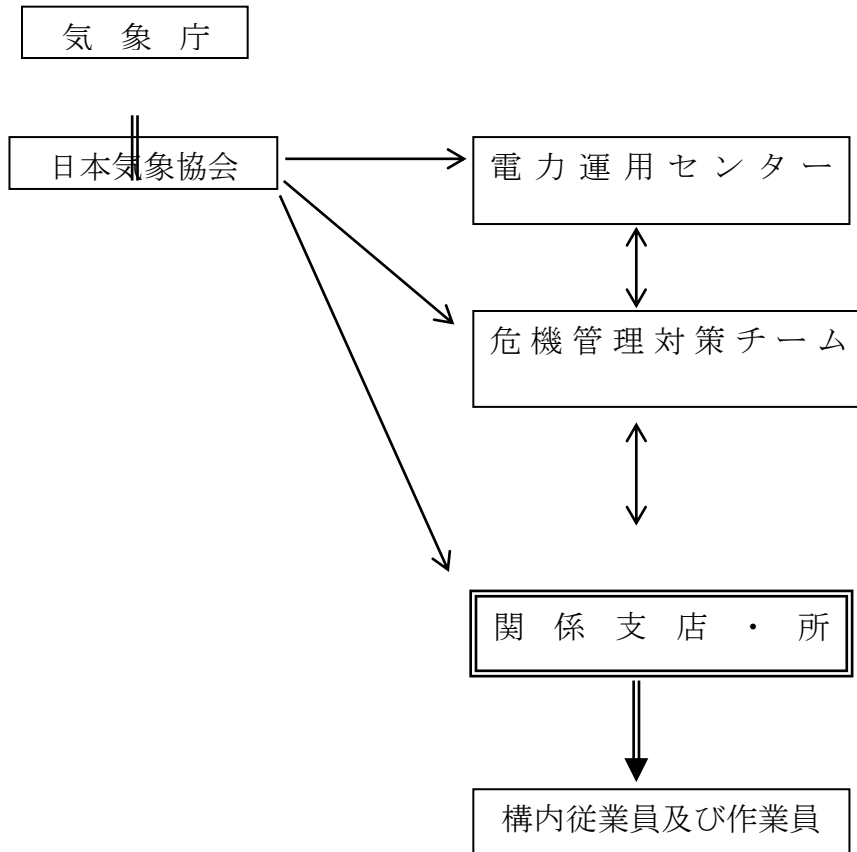 気象庁
日本気象協会
電力運用センター
危機管理対策チーム
関係支店・所
構内従業員及び作業員